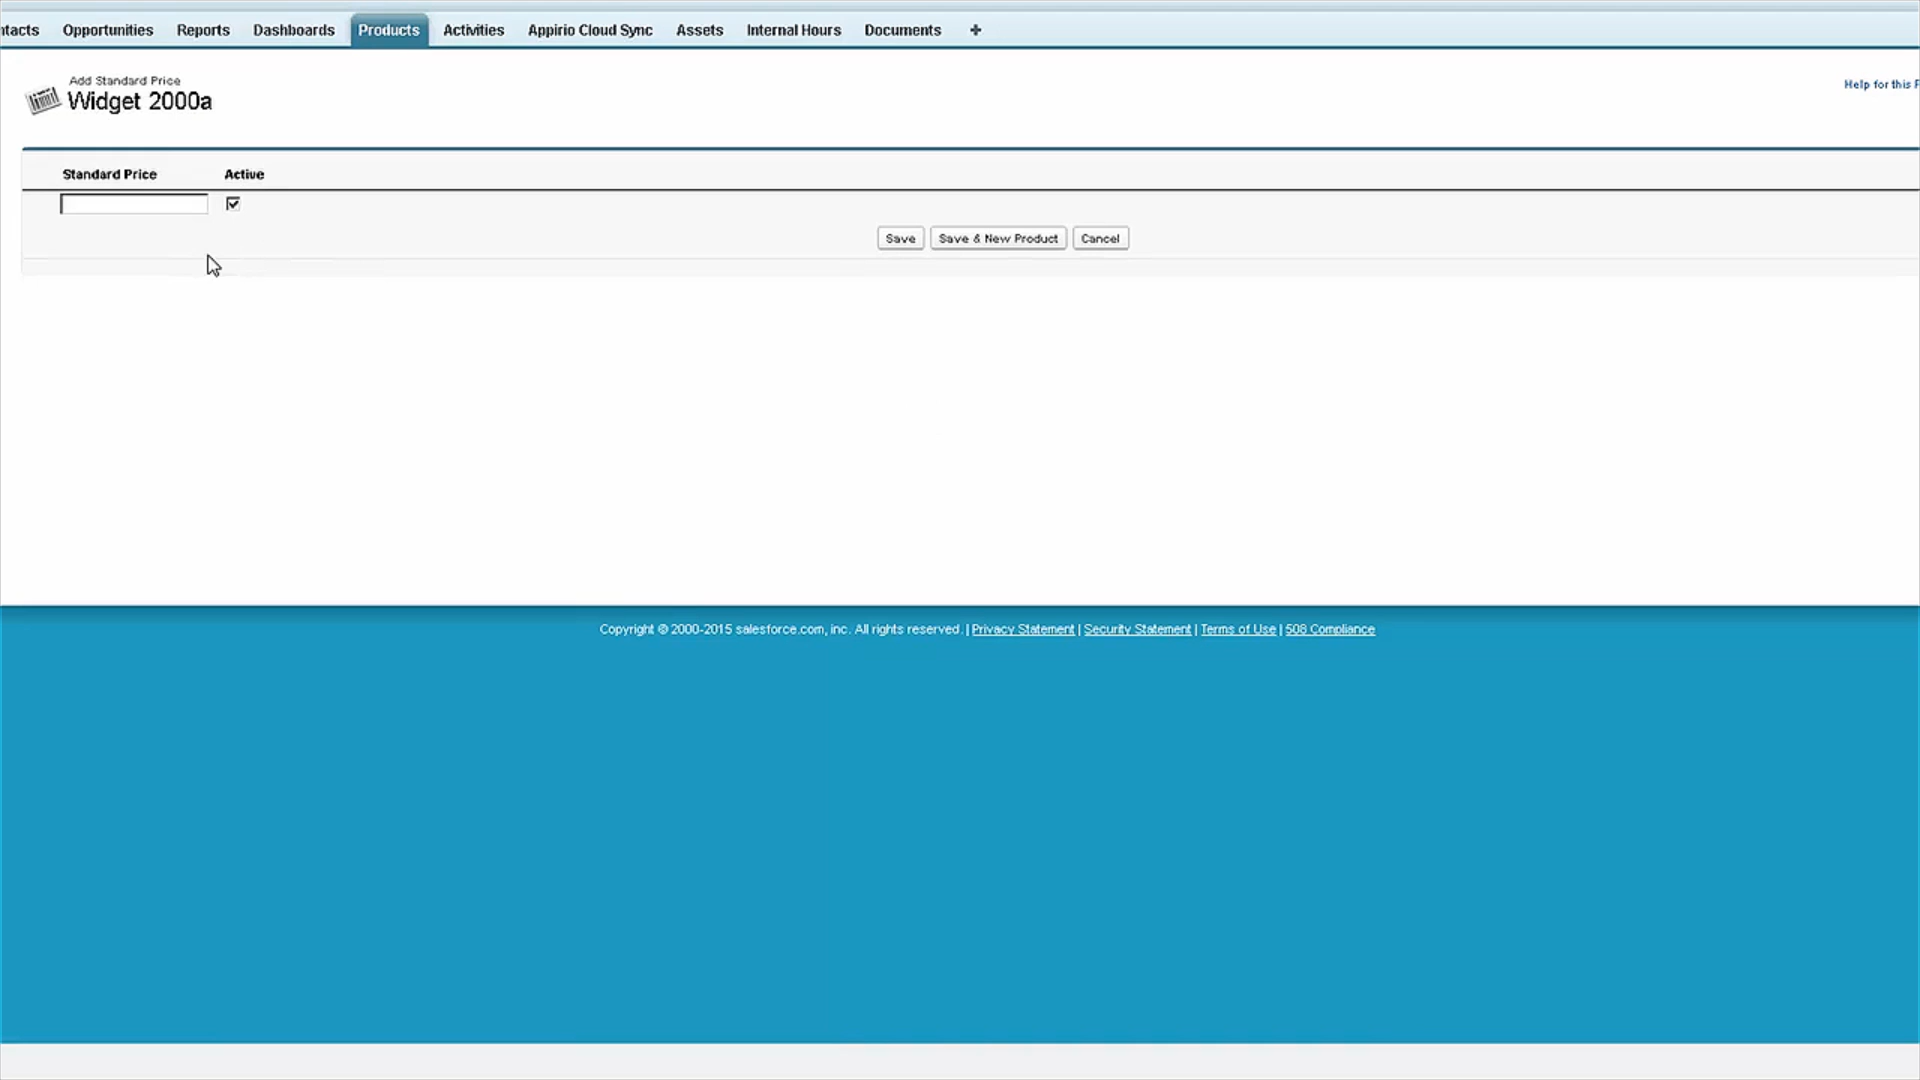 Opportunities Reports Dashboards Products Activities Appirio Cloud Sync Assets Internal Hours Documents +
Add Standard Price
Widget 2000a
Help for this
Standard Price Active
Save Save & New Product Cancel
Copyright © 2000-2015 salesforce.com, inc. All rights reserved. | Privacy Statement | Security Statement | Terms of Use | 508 Compliance